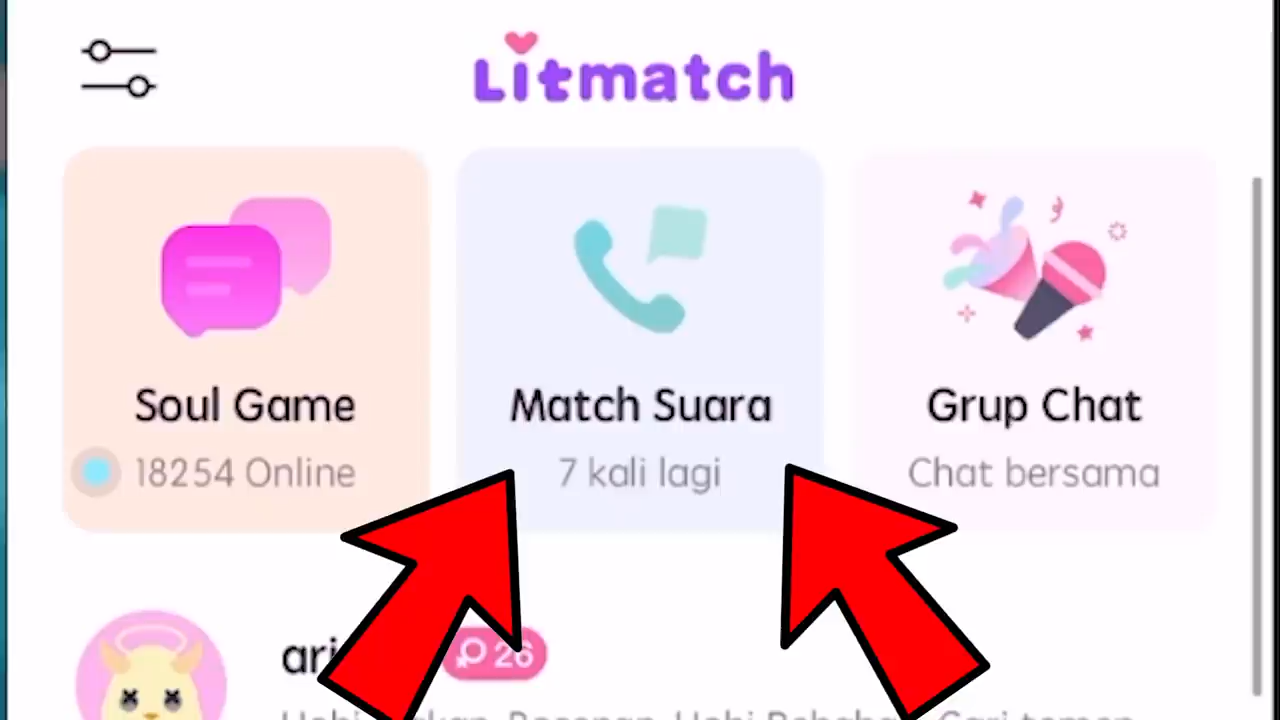 Litmatch
Soul Game
18254 Online
Match Suara
7 kali lagi
Grup Chat
Chat bersama
26